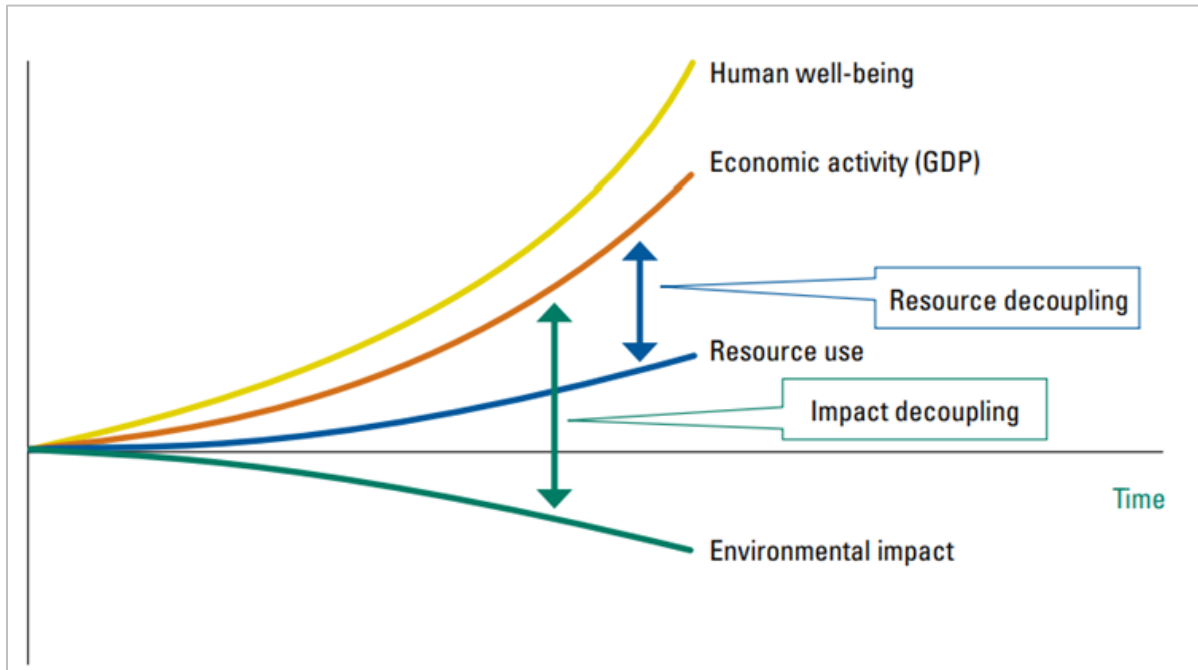 Human well-being
Economic activity (GDP)
Resource decoupling
Resource use
Impact decoupling
Time
Environmental impact